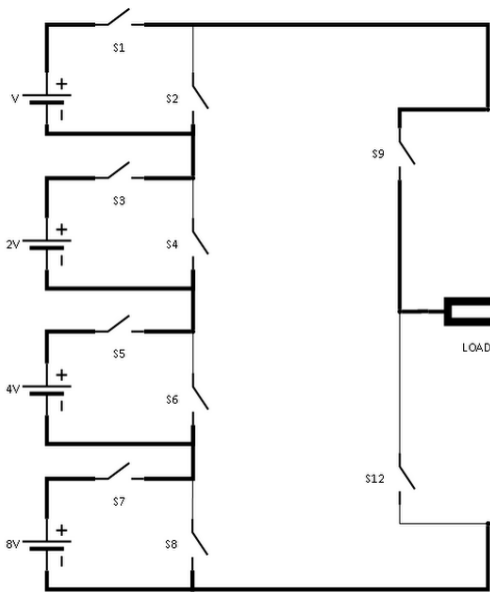 S1
+
V
S2
S9
S3
+
2V
S4
LOAD
S5
+
4V
S6
S12
S7
+
8V
S8